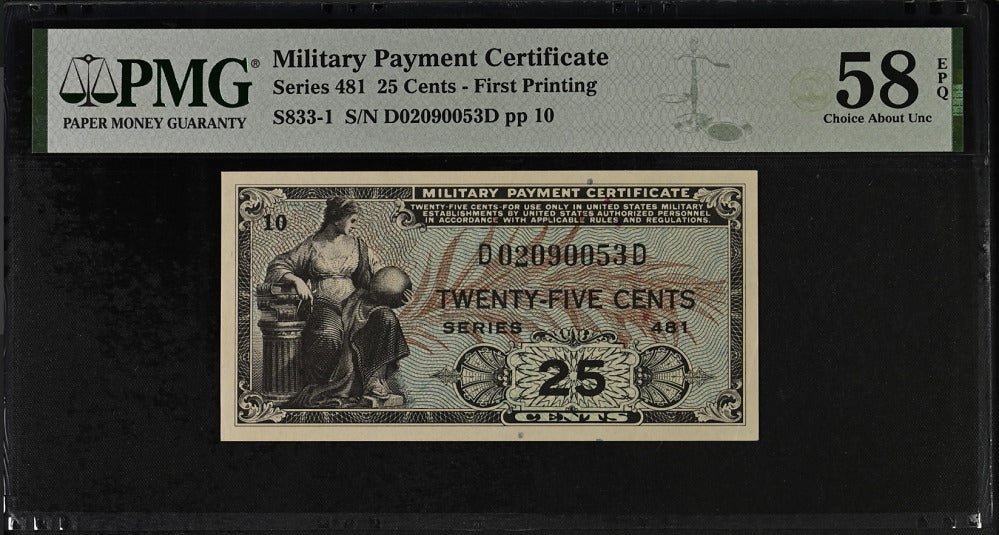 PMG®
PAPER MONEY GUARANTY
Military Payment Certificate
Series 481 25 Cents - First Printing
S833-1 S/N D02090053D pp 10
58
EPQ
Choice About Unc
MILITARY PAYMENT CERTIFICATE
TWENTY-FIVE CENTS-FOR USE ONLY IN UNITED STATES MILITARY
ESTABLISHMENTS BY UNITED STATES AUTHORIZED PERSONNEL
IN ACCORDANCE WITH APPLICABLE RULES AND REGULATIONS.
10
D02090053D
TWENTY-FIVE CENTS
SERIES 481
25
CENTS